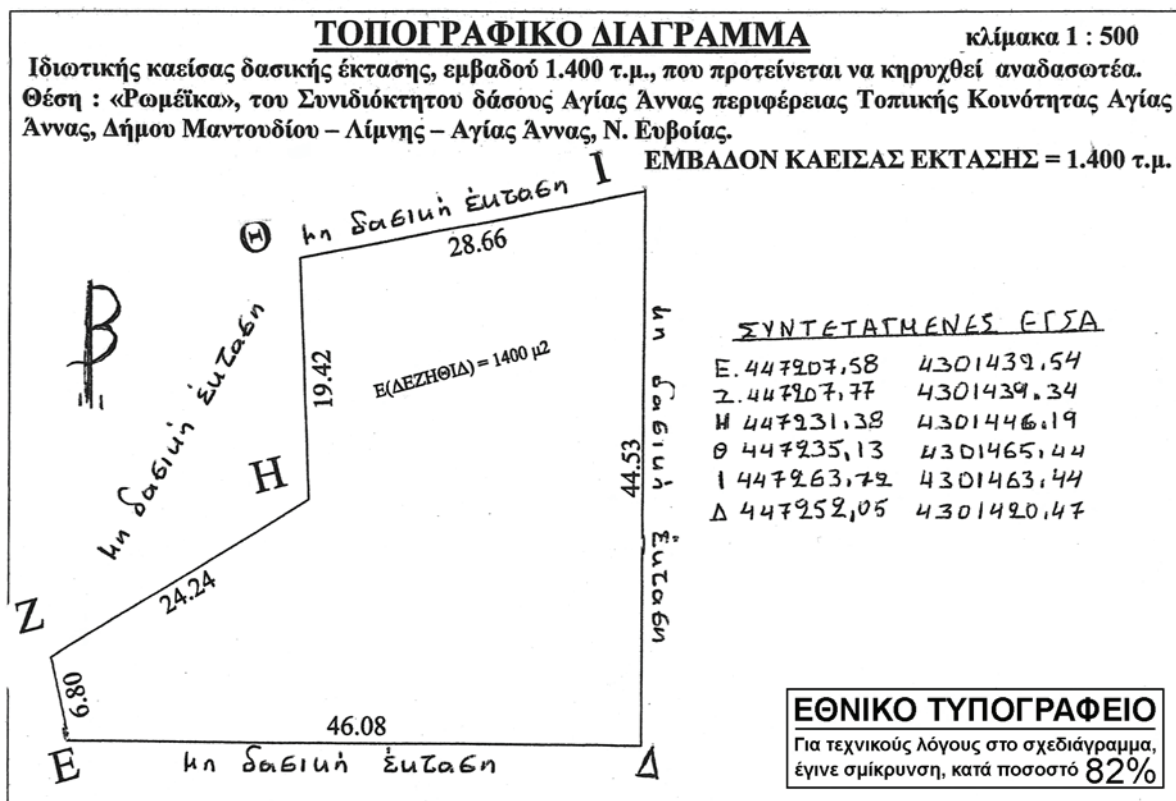 ΤΟΠΟΓΡΑΦΙΚΟ ΔΙΑΓΡΑΜΜΑ κλίμακα 1 : 500
Ιδιωτικής καείσας δασικής έκτασης, εμβαδού 1.400 τ.μ., που προτείνεται να κηρυχθεί αναδασωτέα.
Θέση : «Ρωμέϊκα», του Συνιδιόκτητου δάσους Αγίας Άννας περιφέρειας Τοπιικής Κοινότητας Αγίας
Άννας, Δήμου Μαντουδίου – Λίμνης – Αγίας Άννας, Ν. Ευβοίας.
ΕΜΒΑΔΟΝ ΚΑΕΙΣΑΣ ΕΚΤΑΣΗΣ = 1.400 τ.μ.
Ι
μη δασική έκταση
Θ
28.66
Β
μη δασική έκταση
19.42
Ε(ΔΕΖΗΘΙΔ) = 1400 μ2
μη δασική έκταση
44.53
Η
24.24
Ζ
6.80
46.08
Ε
μη δασική έκταση
Δ
ΣΥΝΤΕΤΑΓΜΕΝΕΣ ΕΓΣΑ
Ε. 447207,58 4301432,54
Ζ. 447207,77 4301439,34
Η 447231,38 4301446,19
Θ 447235,13 4301465,44
Ι 447263,72 4301463,44
Δ 447252,05 4301420,47
ΕΘΝΙΚΟ ΤΥΠΟΓΡΑΦΕΙΟ
Για τεχνικούς λόγους στο σχεδιάγραμμα,
έγινε σμίκρυνση, κατά ποσοστό 82%